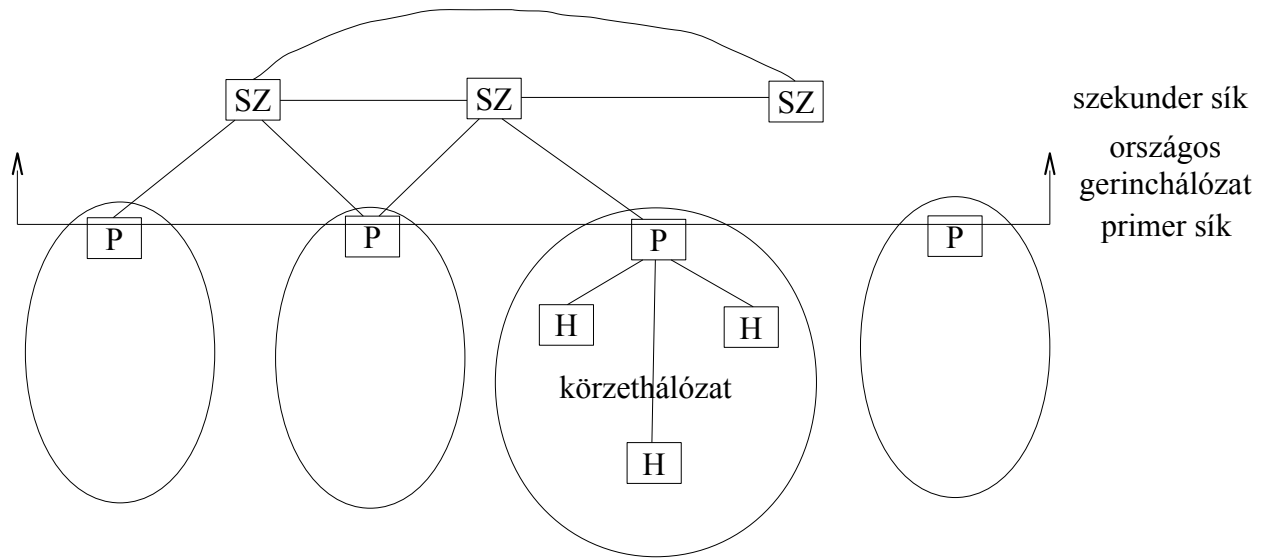 SZ
SZ
SZ
szekunder sík
országos
gerinchálózat
primer sík
P
P
P
P
H
H
körzethálózat
H